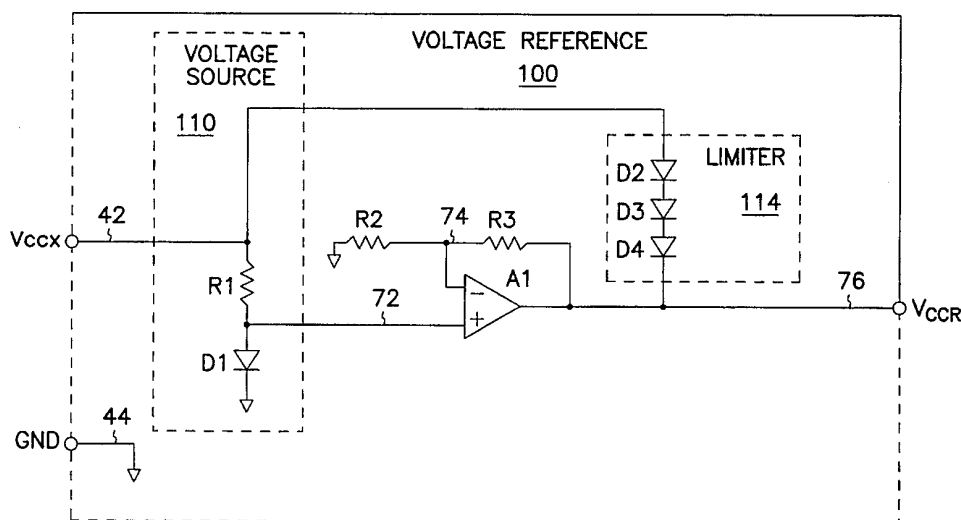 VOLTAGE REFERENCE
100
VOLTAGE
SOURCE
110
LIMITER
114
D2
D3
D4
42
VCCX
R2
74
R3
A1
R1
72
−
+
76
VCCR
D1
44
GND